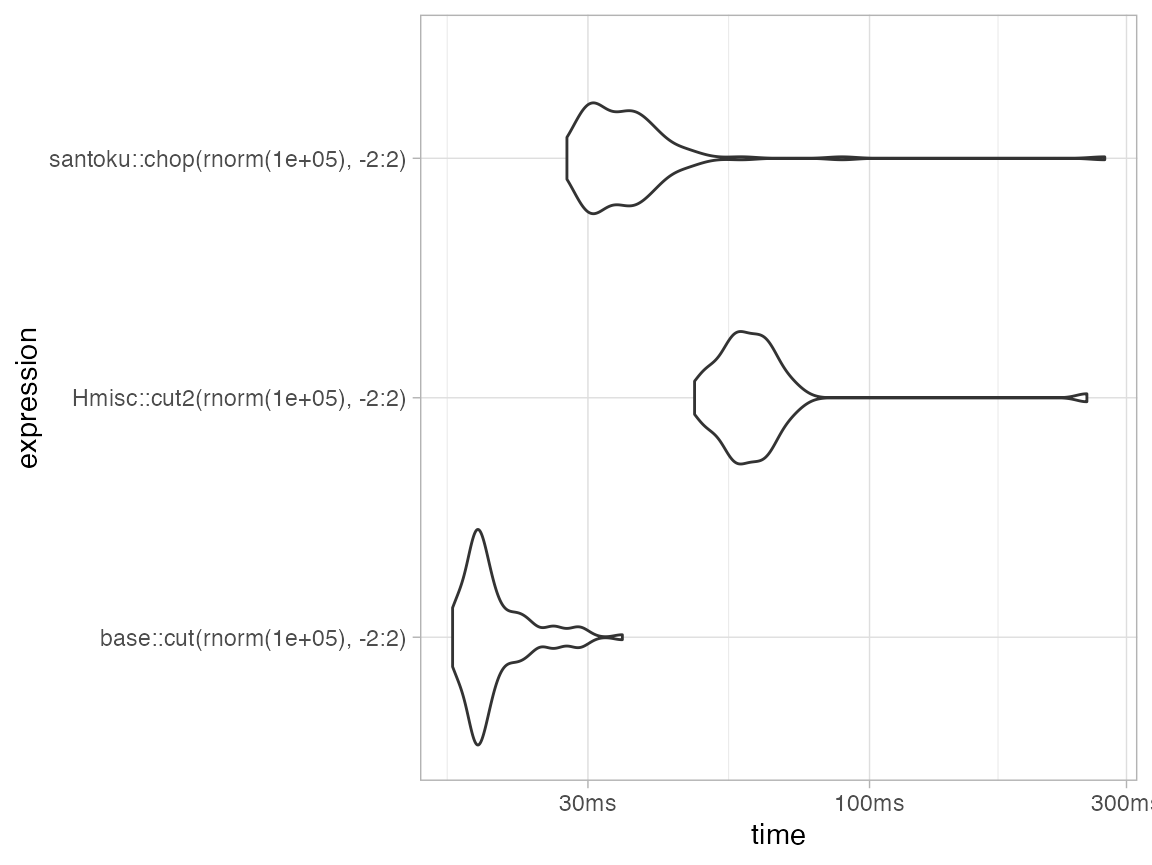 santoku::chop(rnorm(1e+05), -2:2)
Hmisc::cut2(rnorm(1e+05), -2:2)
base::cut(rnorm(1e+05), -2:2)
expression
30ms
100ms
300ms
time